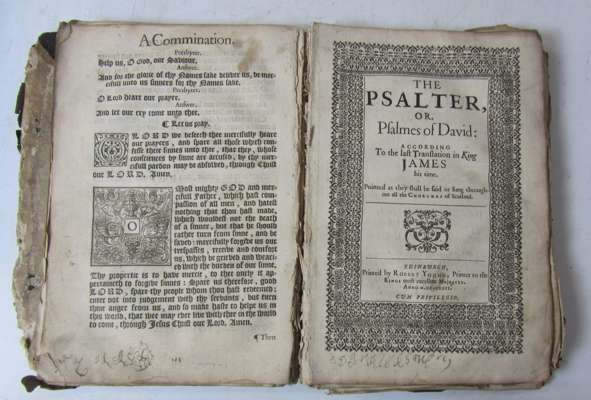 A Commination.
Presbyter.
Help us, O God, our Saviour,
Answer.
And for the glorie of thy Names sake deliver us, be mer-
cifull unto us sinners for thy Names sake.
Presbyter.
O Lord heare our prayer.
Answer.
And let our cry come unto thee.
¶ Let us pray.
O LORD we beseech thee mercifully heare
our prayers, and spare all those which con-
fesse their sinnes unto thee, that they, whose
consciences by sinne are accused, by thy mer-
cifull pardon may be absolved, through Christ
our LORD. Amen.
O Most mighty GOD and mer-
cifull Father, which hast com-
passion of all men, and hatest
nothing that thou hast made,
which wouldest not the death
of a sinner, but that he should
rather turn from sinne, and be
saved: mercifully forgive us our
trespasses, receive and comfort
us, which be grieved and weari-
ed with the burden of our sinne.
Thy propertie is to have mercie, to thee onely it ap-
pertaineth to forgive sinnes: Spare us therefore, good
LORD, spare thy people whom thou hast redeemed;
enter not into judgement with thy servants, but turn
thine anger from us, and so make haste to helpe us in
this world, that wee may ever live with thee in the world
to come, through Jesus Christ our Lord. Amen.
¶ Then
THE
PSALTER,
OR,
Psalmes of David:
ACCORDING
To the last Translation in King
JAMES
his time.
Pointed as they shall be said or sung through-
out all the CHURCHES of Scotland.
EDINBURGH,
Printed by ROBERT YOUNG, Printer to the
KINGS most excellent MAJESTIE.
CUM PRIVILEGIO.